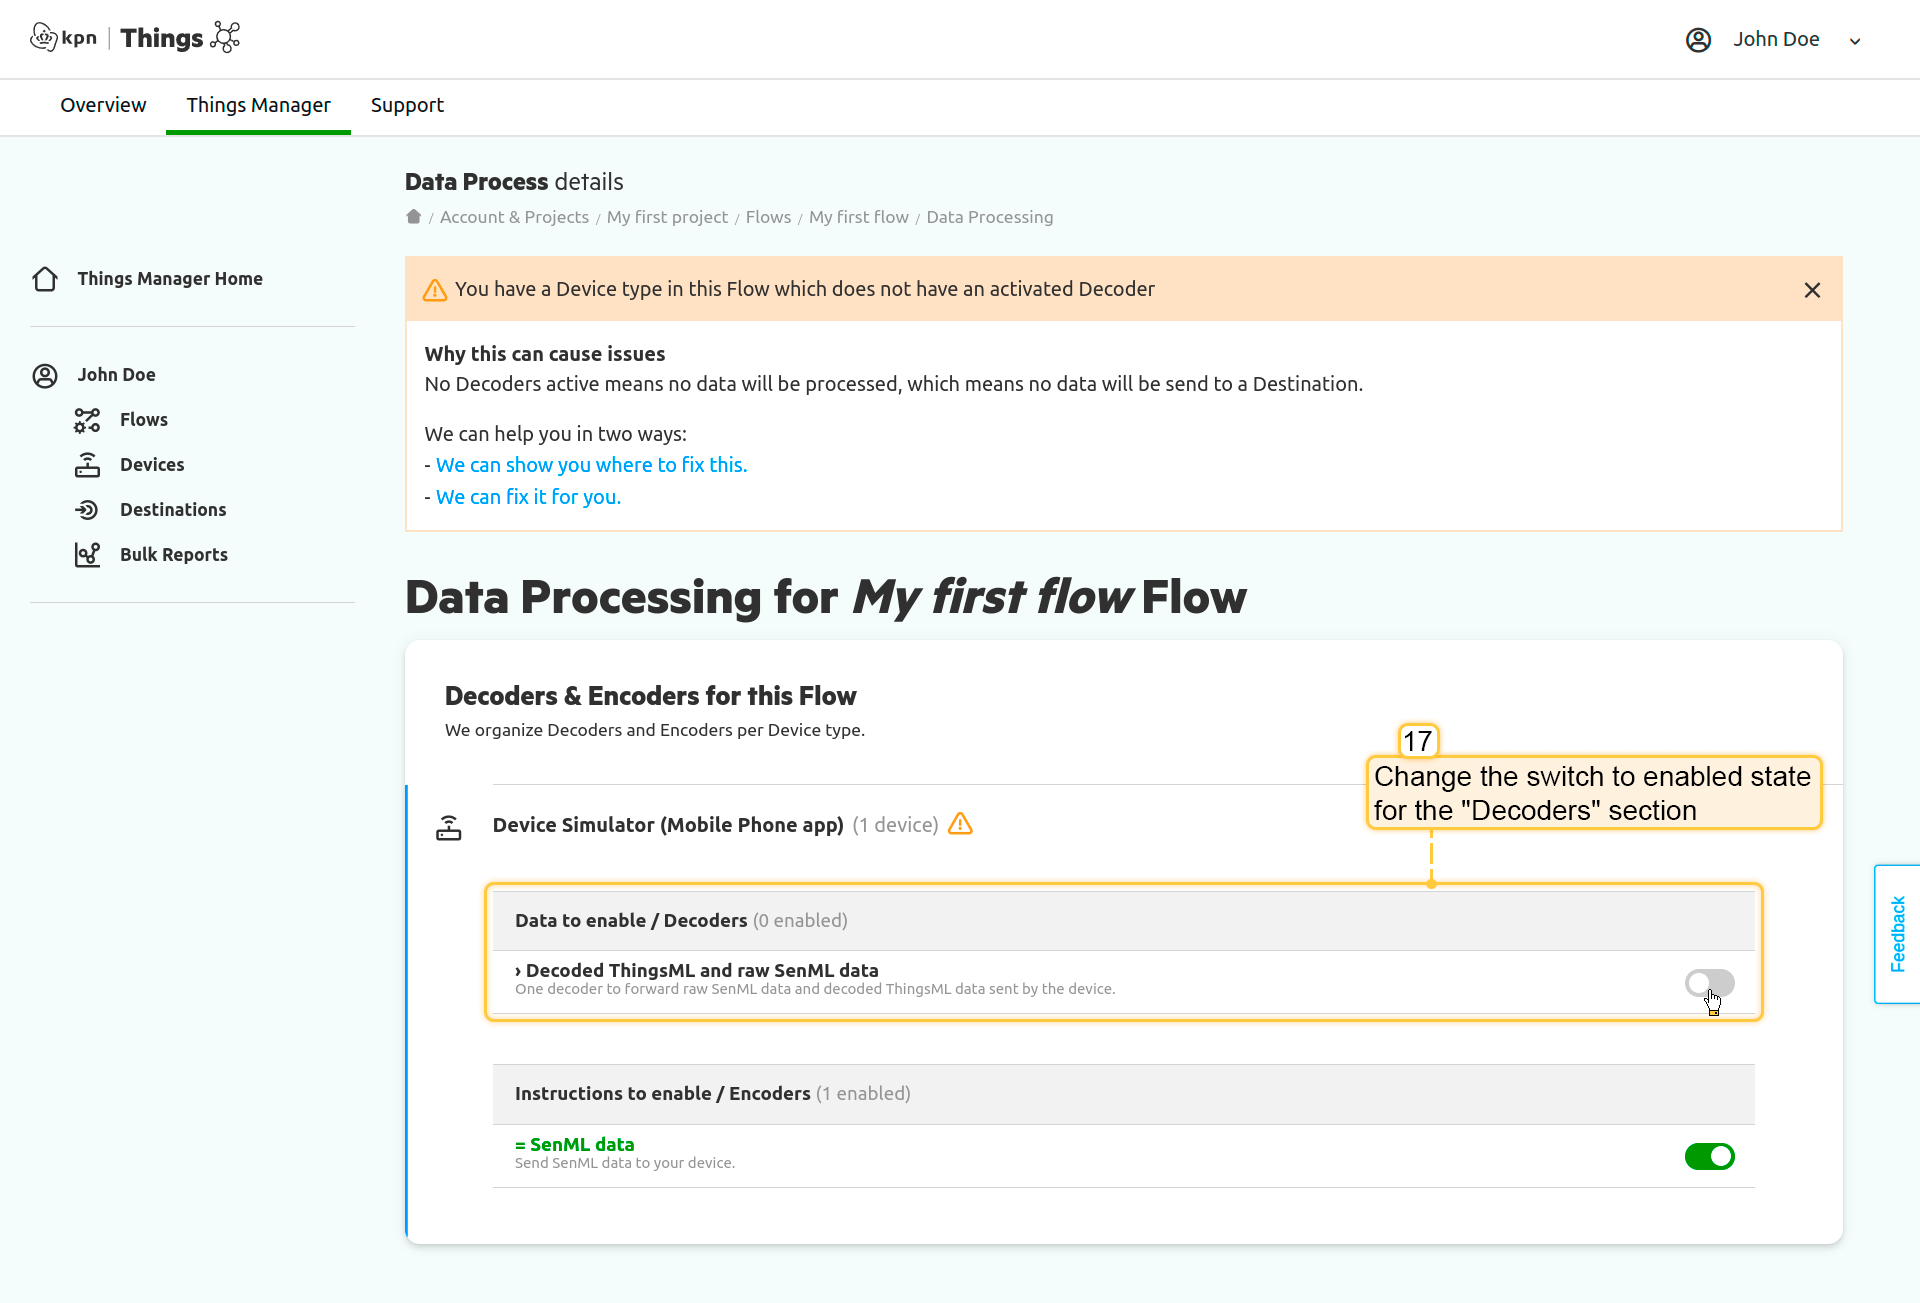 kpn | Things
John Doe
Overview
Things Manager
Support
Data Process details
/ Account & Projects / My first project / Flows / My first flow / Data Processing
Things Manager Home
John Doe
Flows
Devices
Destinations
Bulk Reports
You have a Device type in this Flow which does not have an activated Decoder
Why this can cause issues
No Decoders active means no data will be processed, which means no data will be send to a Destination.
We can help you in two ways:
- We can show you where to fix this.
- We can fix it for you.
Data Processing for My first flow Flow
Decoders & Encoders for this Flow
We organize Decoders and Encoders per Device type.
17
Change the switch to enabled state
for the "Decoders" section
Device Simulator (Mobile Phone app) (1 device)
Data to enable / Decoders (0 enabled)
› Decoded ThingsML and raw SenML data
One decoder to forward raw SenML data and decoded ThingsML data sent by the device.
Instructions to enable / Encoders (1 enabled)
= SenML data
Send SenML data to your device.
Feedback